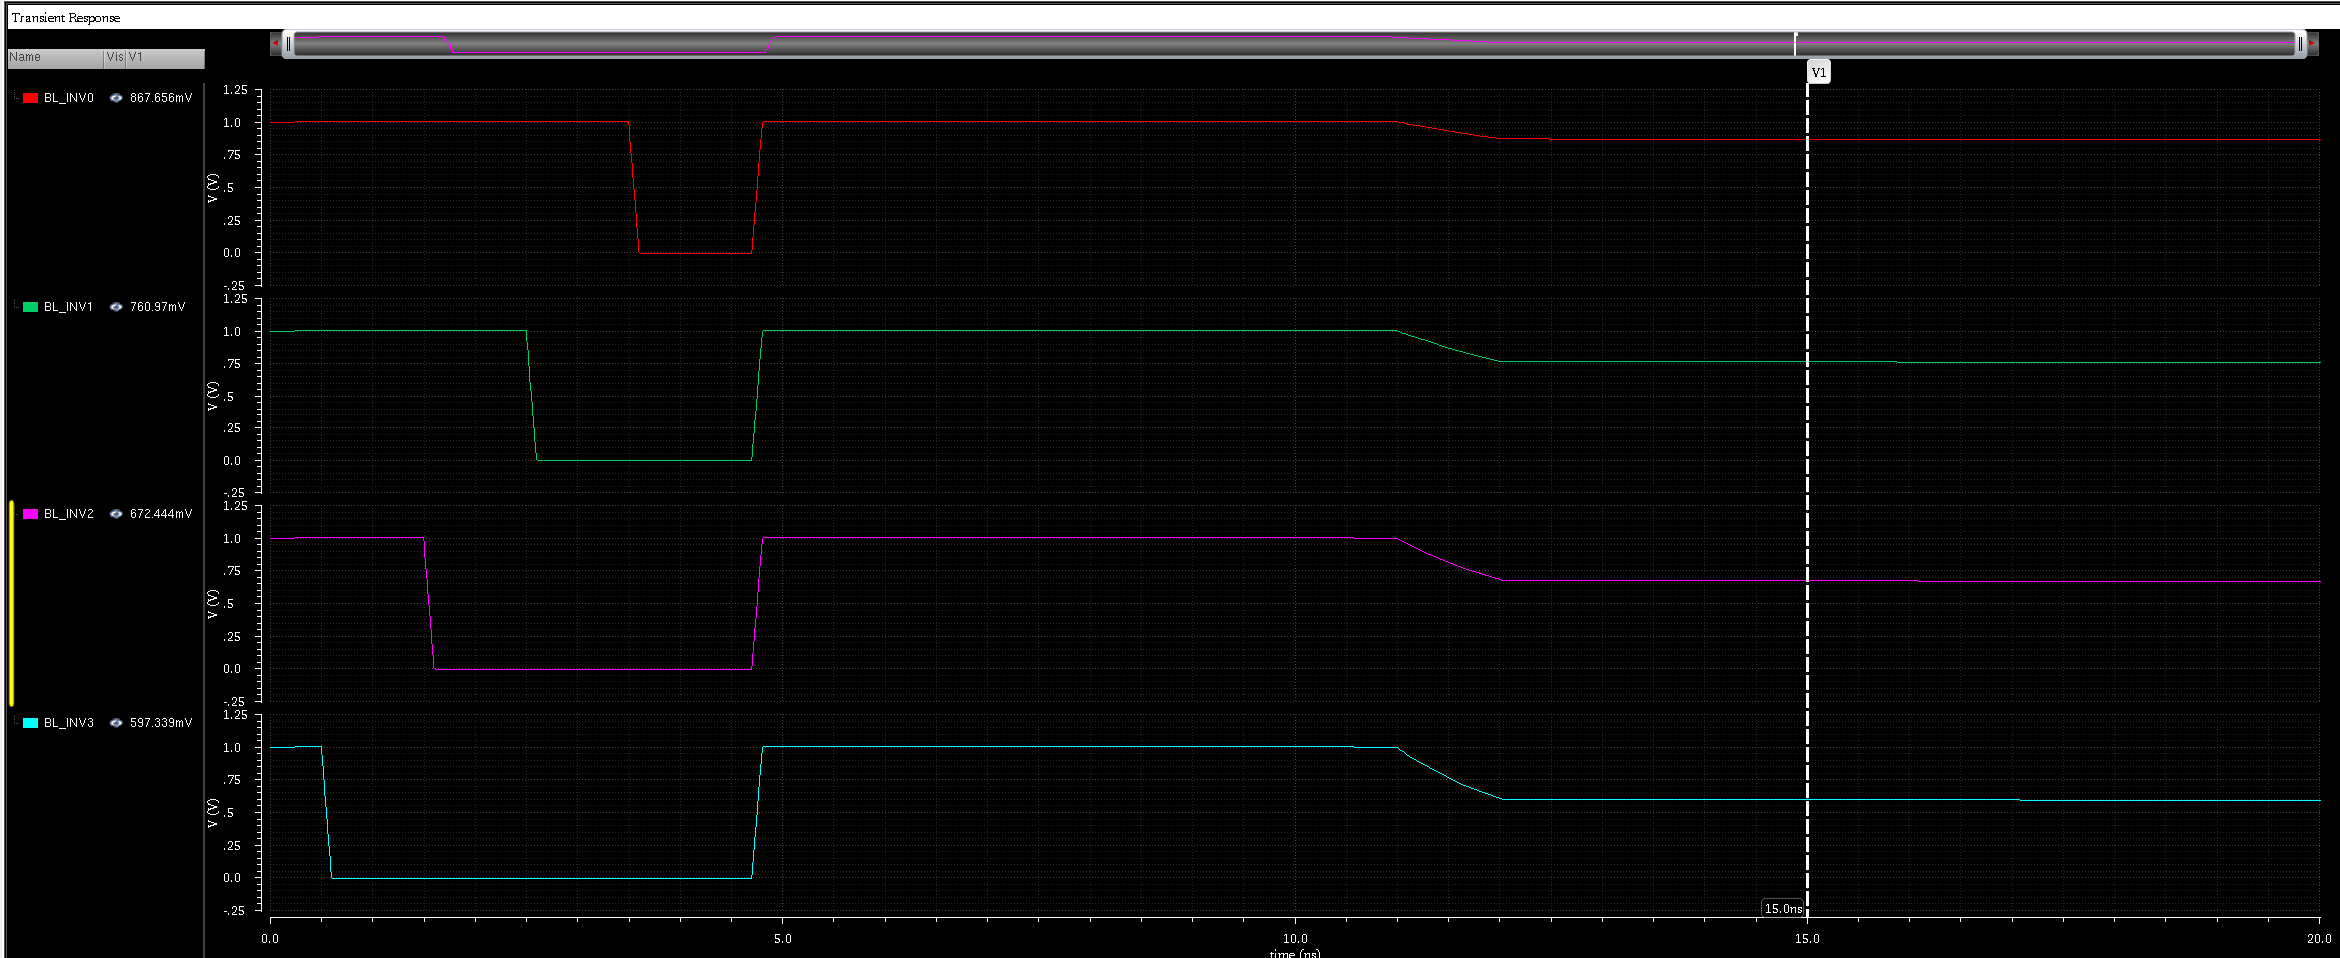 Transient Response
Name Vis V1
V1
BL_INV0 867.656mV
1.25
1.0
.75
.5
.25
0.0
-.25
V (V)
BL_INV1 760.97mV
1.25
1.0
.75
.5
.25
0.0
-.25
V (V)
BL_INV2 672.444mV
1.25
1.0
.75
.5
.25
0.0
-.25
V (V)
BL_INV3 597.339mV
1.25
1.0
.75
.5
.25
0.0
-.25
V (V)
15.0ns
0.0 5.0 10.0 15.0 20.0
time (ns)